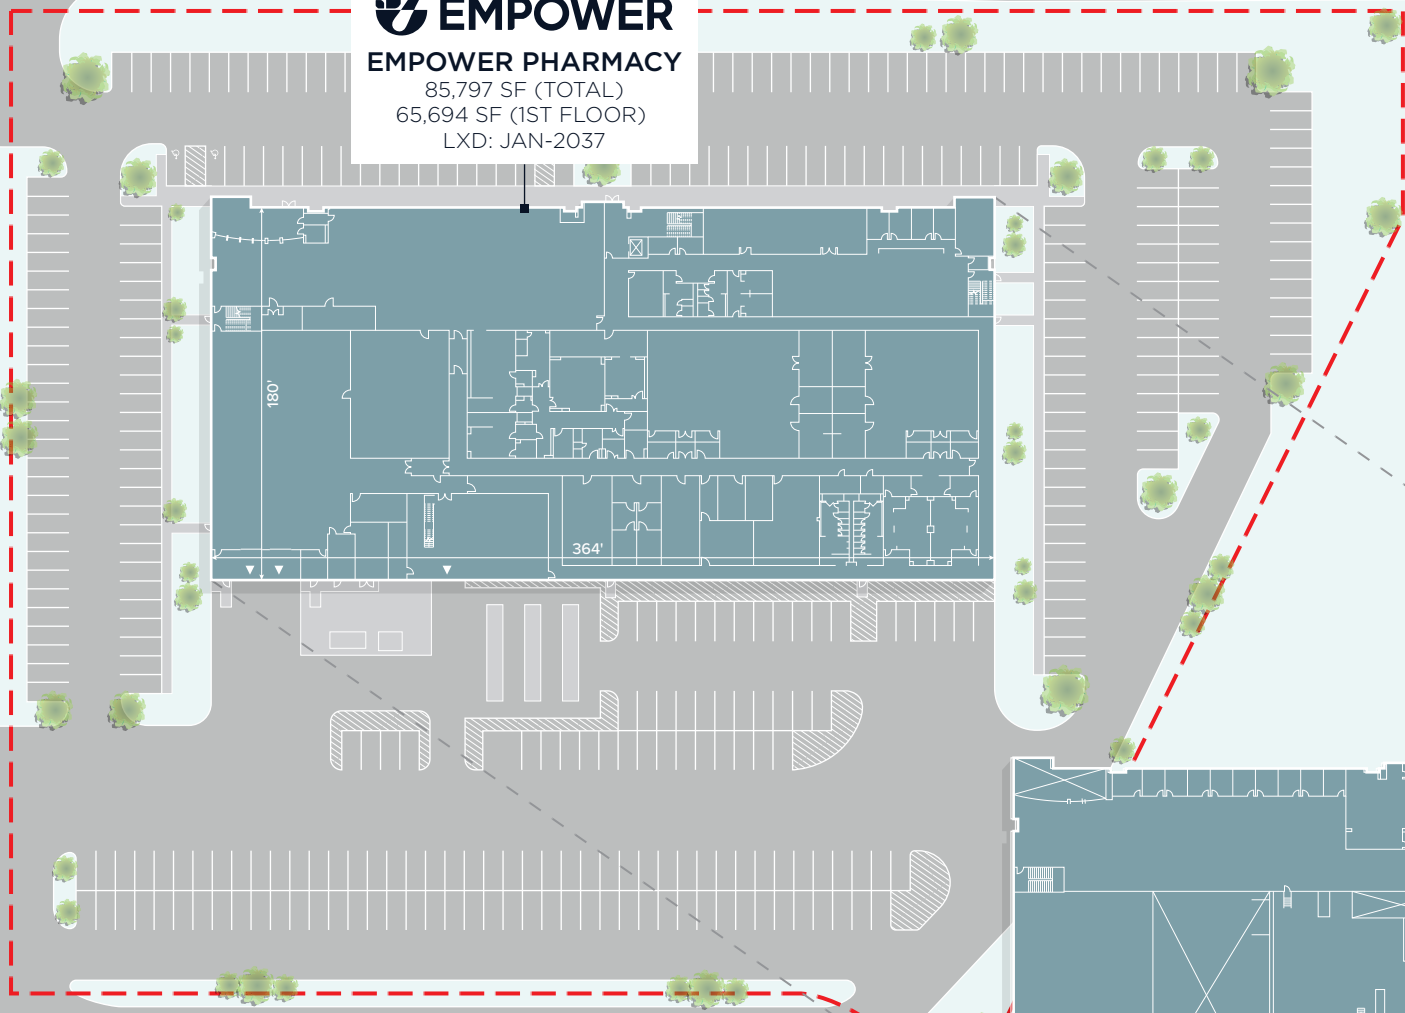 EMPOWER
EMPOWER PHARMACY
85,797 SF (TOTAL)
65,694 SF (1ST FLOOR)
LXD: JAN-2037
180'
364'